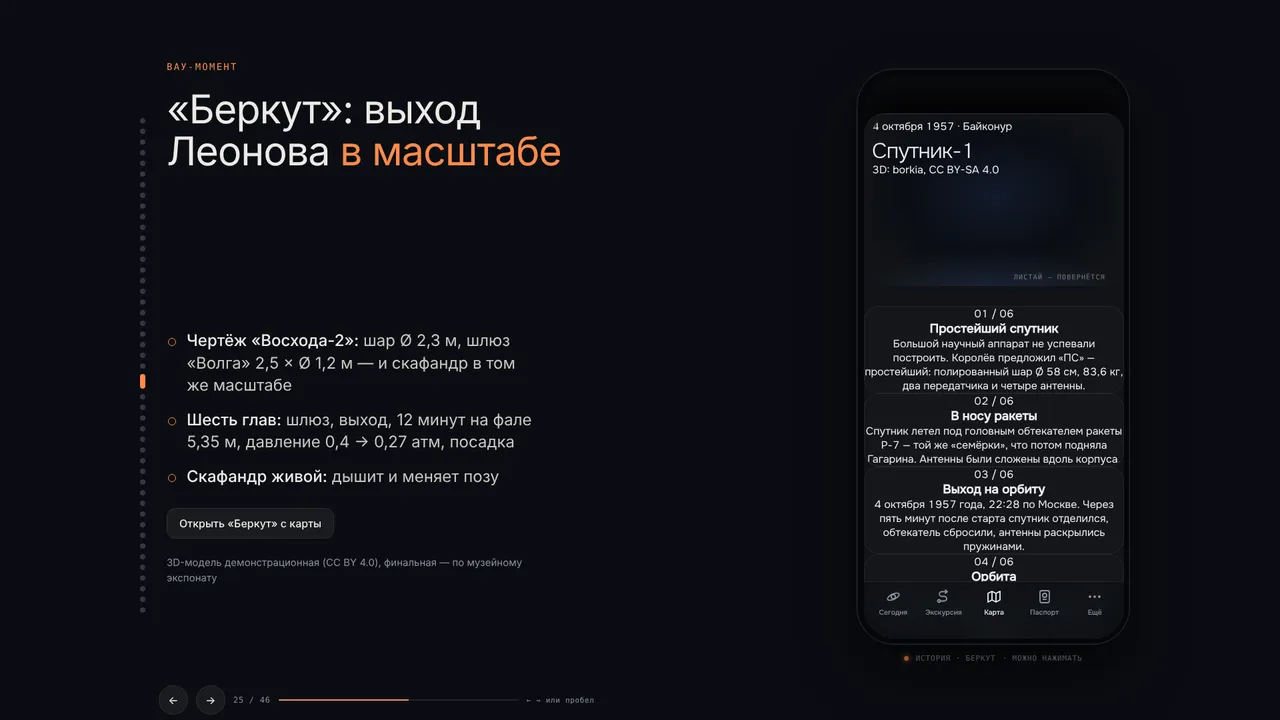 ВАУ-МОМЕНТ
«Беркут»: выход
Леонова в масштабе
Чертёж «Восхода-2»: шар Ø 2,3 м, шлюз
«Волга» 2,5 × Ø 1,2 м — и скафандр в том
же масштабе
Шесть глав: шлюз, выход, 12 минут на фале
5,35 м, давление 0,4 → 0,27 атм, посадка
Скафандр живой: дышит и меняет позу
Открыть «Беркут» с карты
3D-модель демонстрационная (CC BY 4.0), финальная — по музейному
экспонату
← → 25 / 46 ← → или пробел
4 октября 1957 · Байконур
Спутник-1
3D: borkia, CC BY-SA 4.0
ЛИСТАЙ — ПОВЕРНЁТСЯ
01 / 06
Простейший спутник
Большой научный аппарат не успевали
построить. Королёв предложил «ПС» —
простейший: полированный шар Ø 58 см, 83,6 кг,
два передатчика и четыре антенны.
02 / 06
В носу ракеты
Спутник летел под головным обтекателем ракеты
Р-7 — той же «семёрки», что потом подняла
Гагарина. Антенны были сложены вдоль корпуса
03 / 06
Выход на орбиту
4 октября 1957 года, 22:28 по Москве. Через
пять минут после старта спутник отделился,
обтекатель сбросили, антенны раскрылись
пружинами.
04 / 06
Орбита
Сегодня Экскурсия Карта Паспорт Ещё
ИСТОРИЯ · БЕРКУТ · МОЖНО НАЖИМАТЬ